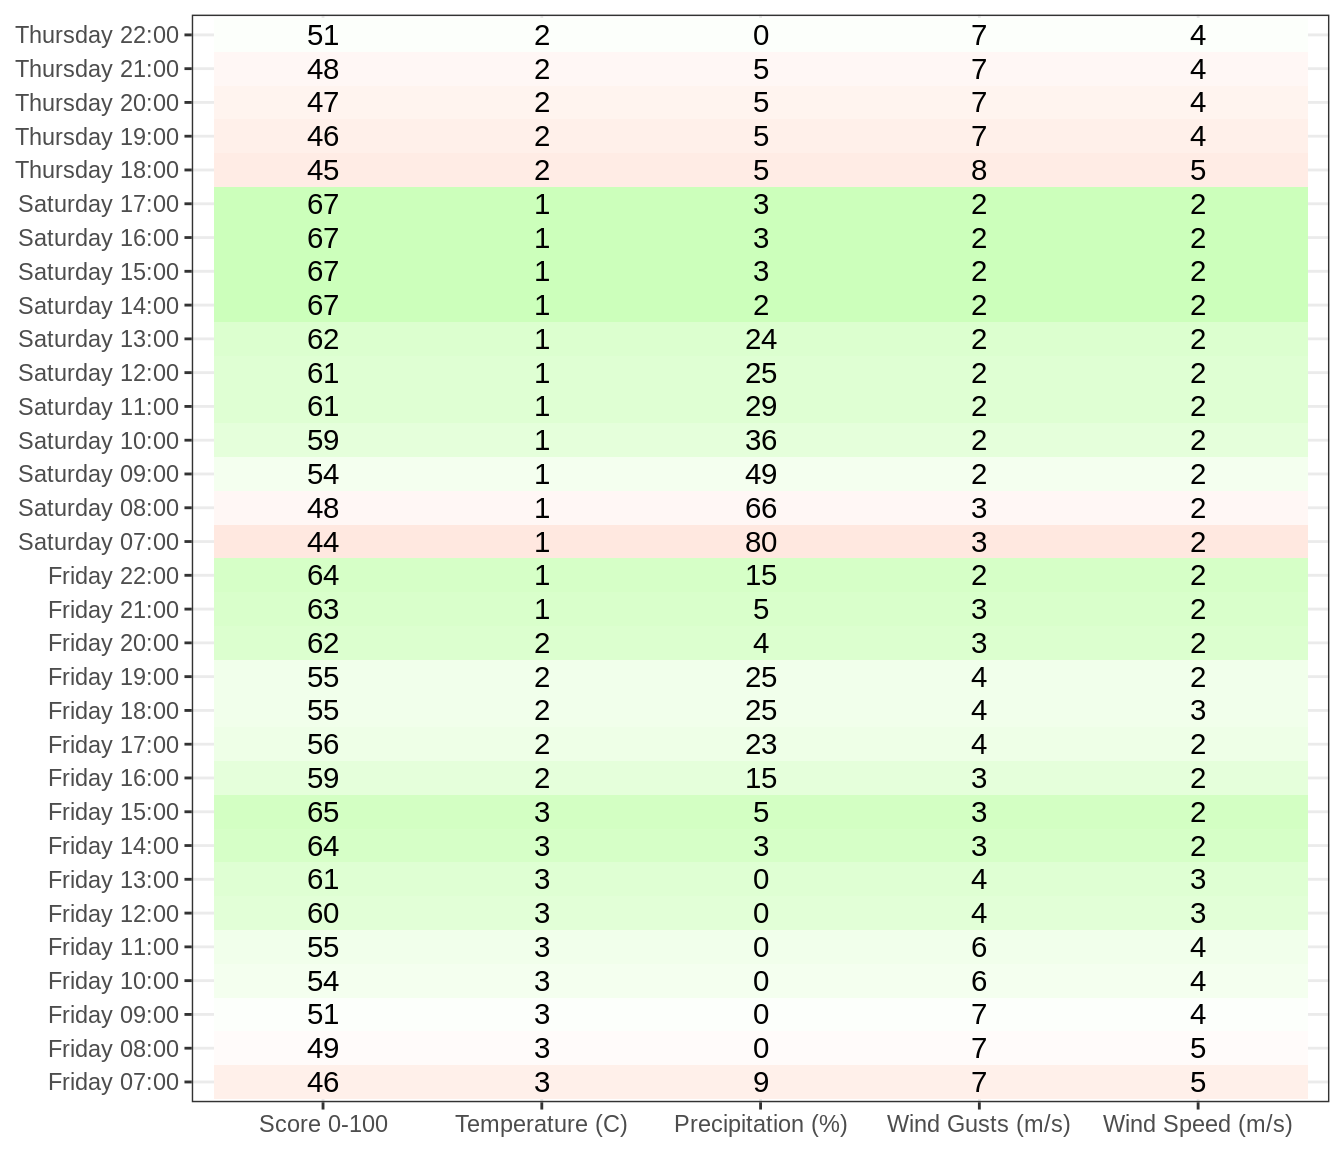 Thursday 22:00 51 2 0 7 4
Thursday 21:00 48 2 5 7 4
Thursday 20:00 47 2 5 7 4
Thursday 19:00 46 2 5 7 4
Thursday 18:00 45 2 5 8 5
Saturday 17:00 67 1 3 2 2
Saturday 16:00 67 1 3 2 2
Saturday 15:00 67 1 3 2 2
Saturday 14:00 67 1 2 2 2
Saturday 13:00 62 1 24 2 2
Saturday 12:00 61 1 25 2 2
Saturday 11:00 61 1 29 2 2
Saturday 10:00 59 1 36 2 2
Saturday 09:00 54 1 49 2 2
Saturday 08:00 48 1 66 3 2
Saturday 07:00 44 1 80 3 2
Friday 22:00 64 1 15 2 2
Friday 21:00 63 1 5 3 2
Friday 20:00 62 2 4 3 2
Friday 19:00 55 2 25 4 2
Friday 18:00 55 2 25 4 3
Friday 17:00 56 2 23 4 2
Friday 16:00 59 2 15 3 2
Friday 15:00 65 3 5 3 2
Friday 14:00 64 3 3 3 2
Friday 13:00 61 3 0 4 3
Friday 12:00 60 3 0 4 3
Friday 11:00 55 3 0 6 4
Friday 10:00 54 3 0 6 4
Friday 09:00 51 3 0 7 4
Friday 08:00 49 3 0 7 5
Friday 07:00 46 3 9 7 5
Score 0-100 Temperature (C) Precipitation (%) Wind Gusts (m/s) Wind Speed (m/s)